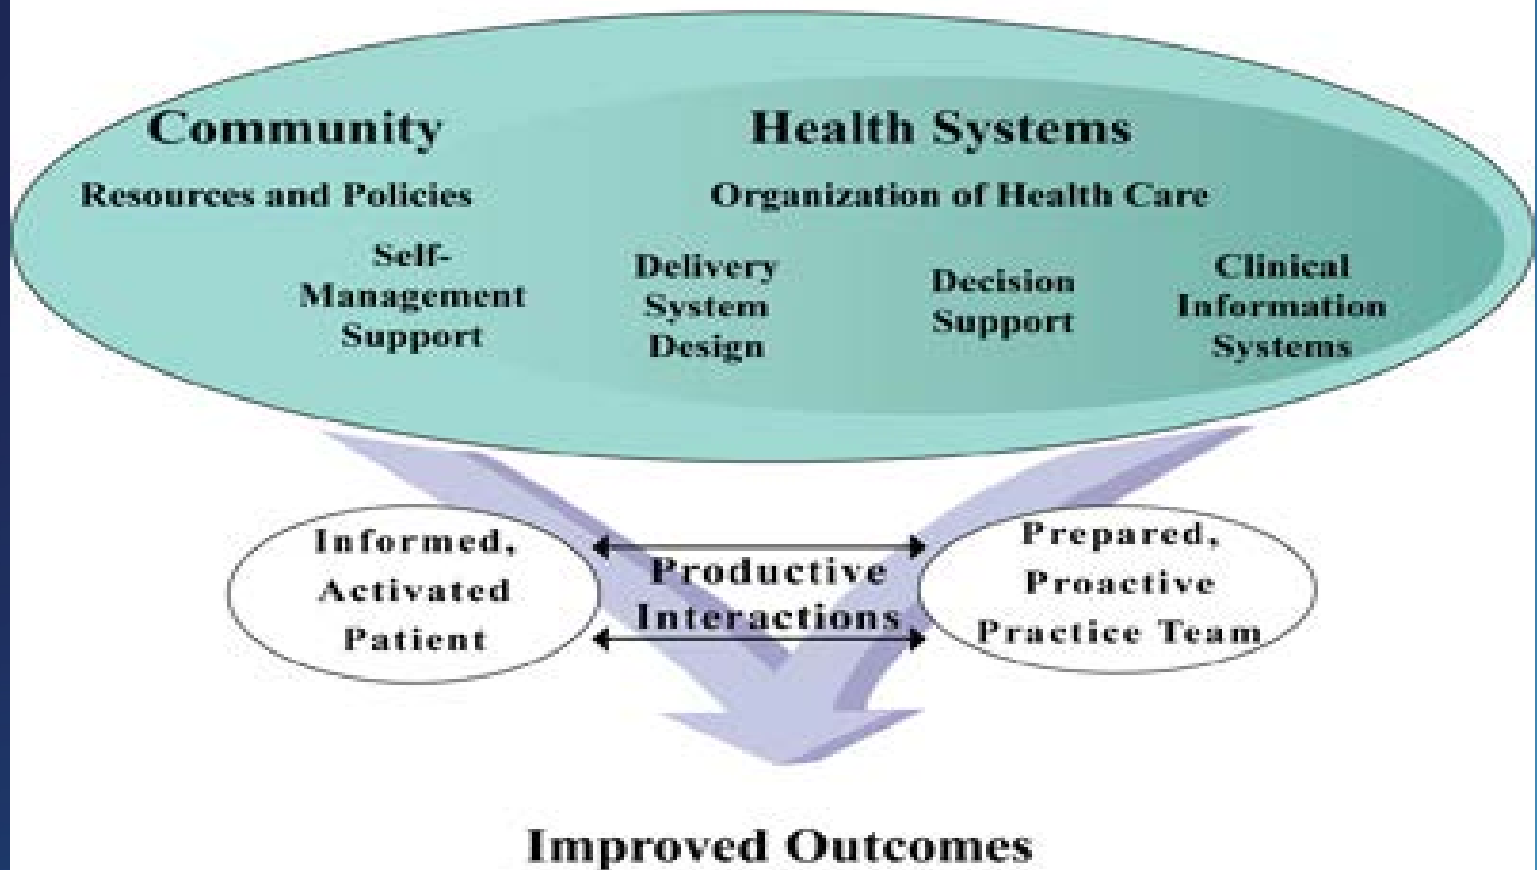 Community
Health Systems
Resources and Policies
Organization of Health Care
Self-
Management
Support
Delivery
System
Design
Decision
Support
Clinical
Information
Systems
Informed,
Activated
Patient
Productive
Interactions
Prepared,
Proactive
Practice Team
Improved Outcomes